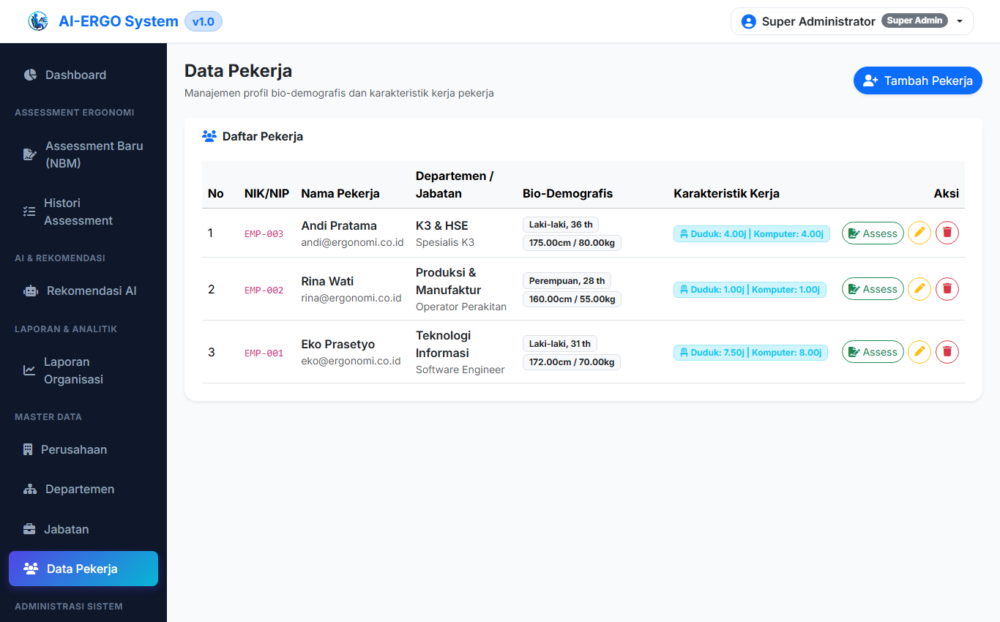 AI-ERGO System v1.0
Super Administrator Super Admin
Dashboard
ASSESSMENT ERGONOMI
Assessment Baru
(NBM)
Histori
Assessment
AI & REKOMENDASI
Rekomendasi AI
LAPORAN & ANALITIK
Laporan
Organisasi
MASTER DATA
Perusahaan
Departemen
Jabatan
Data Pekerja
ADMINISTRASI SISTEM
Data Pekerja
Manajemen profil bio-demografis dan karakteristik kerja pekerja
Tambah Pekerja
Daftar Pekerja
No NIK/NIP Nama Pekerja Departemen / Jabatan Bio-Demografis Karakteristik Kerja Aksi
1 EMP-003 Andi Pratama K3 & HSE Laki-laki, 36 th Duduk: 4.00j | Komputer: 4.00j Assess
andi@ergonomi.co.id Spesialis K3 175.00cm / 80.00kg
2 EMP-002 Rina Wati Produksi & Manufaktur Perempuan, 28 th Duduk: 1.00j | Komputer: 1.00j Assess
rina@ergonomi.co.id Operator Perakitan 160.00cm / 55.00kg
3 EMP-001 Eko Prasetyo Teknologi Informasi Laki-laki, 31 th Duduk: 7.50j | Komputer: 8.00j Assess
eko@ergonomi.co.id Software Engineer 172.00cm / 70.00kg